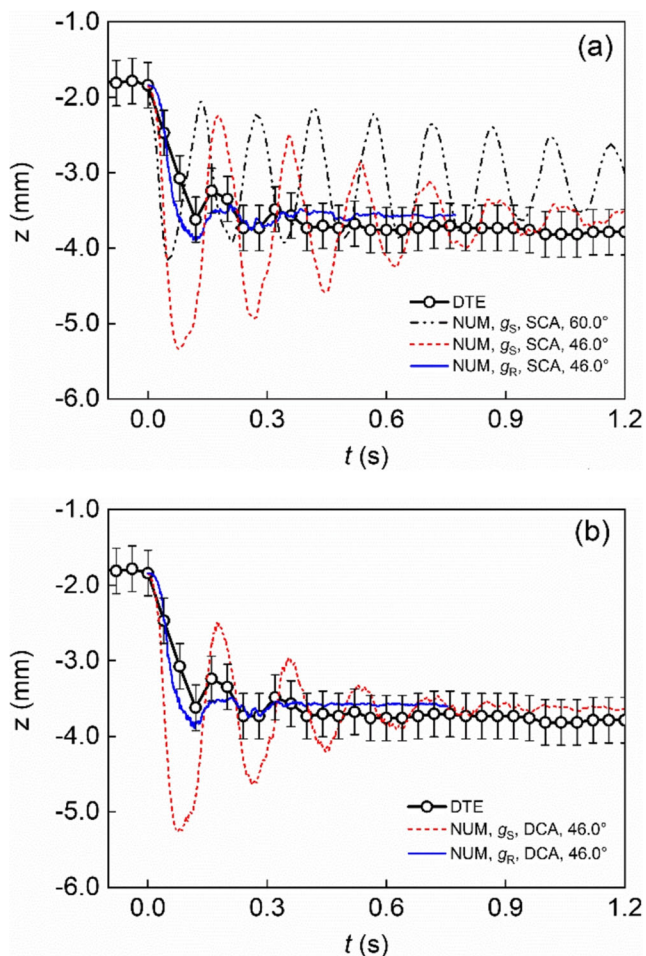 -1.0
(a)
-2.0
-3.0
z (mm)
-4.0
DTE
NUM, gS, SCA, 60.0°
-5.0
NUM, gS, SCA, 46.0°
NUM, gR, SCA, 46.0°
-6.0
0.0 0.3 0.6 0.9 1.2
t (s)
-1.0
(b)
-2.0
-3.0
z (mm)
-4.0
DTE
-5.0
NUM, gS, DCA, 46.0°
NUM, gR, DCA, 46.0°
-6.0
0.0 0.3 0.6 0.9 1.2
t (s)